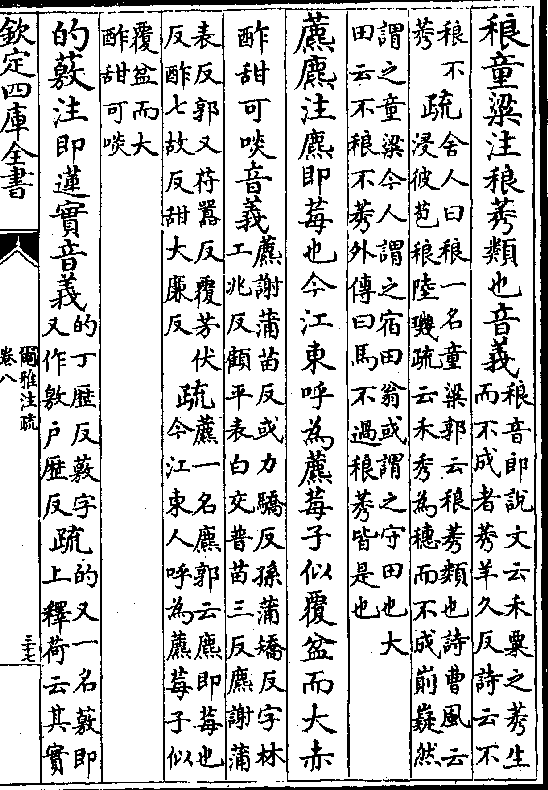 稂童粱注稂莠類也音義稂音郎說文云禾粟之莠生而不成者莠羊久反詩云不
稂不莠疏舍人曰稂一名童粱郭云稂莠類也詩曹風云浸彼苞稂陸璣疏云禾秀為穗而不成崱嶷然
謂之童粱今人謂之宿田翁或謂之守田也大田云不稂不莠外傳曰馬不過稂莠皆是也
藨麃注麃即莓也今江東呼為藨莓子似覆盆而大赤
酢甜可啖音義藨謝蒲苗反或力驕反孫蒲矯反字林工兆反顧平表白交普苗三反麃謝蒲
表反郭又苻囂反覆芳伏反酢七故反甜大廉反疏藨一名麃郭云麃即莓也今江東人呼為藨莓子似
覆盆而大酢甜可啖
的薂注即蓮實音義的丁歷反薂字又作敫戶歷反疏的又一名薂即上釋荷云其實
欽定四庫全書
爾雅注疏
卷八
三十七